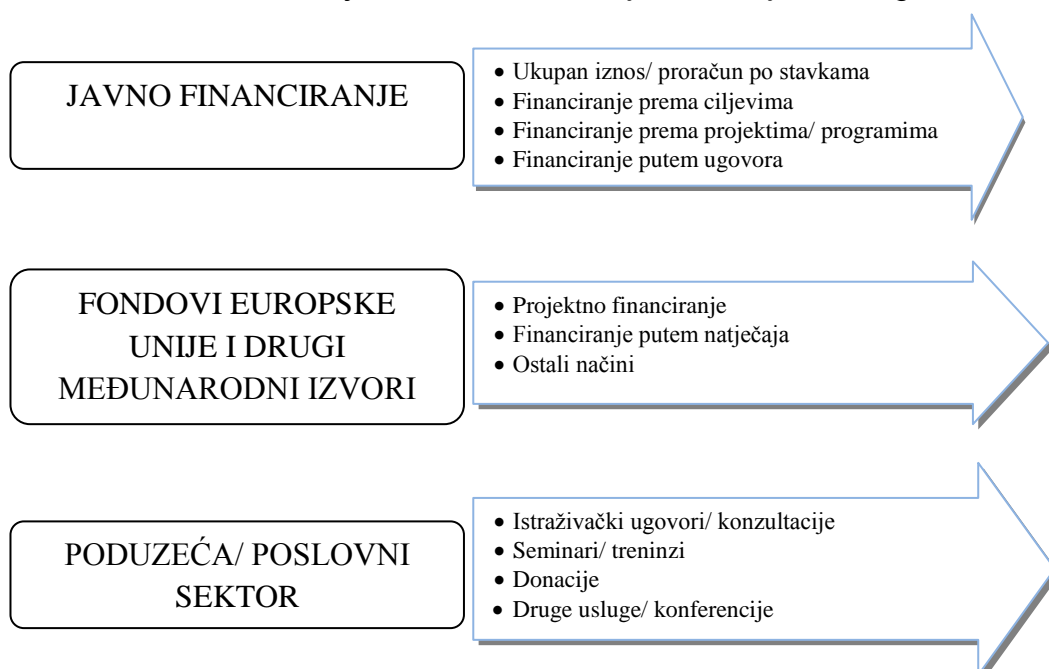 JAVNO FINANCIRANJE
• Ukupan iznos/ proračun po stavkama
• Financiranje prema ciljevima
• Financiranje prema projektima/ programima
• Financiranje putem ugovora
FONDOVI EUROPSKE
UNIJE I DRUGI
MEĐUNARODNI IZVORI
• Projektno financiranje
• Financiranje putem natječaja
• Ostali načini
PODUZEĆA/ POSLOVNI
SEKTOR
• Istraživački ugovori/ konzultacije
• Seminari/ treninzi
• Donacije
• Druge usluge/ konferencije